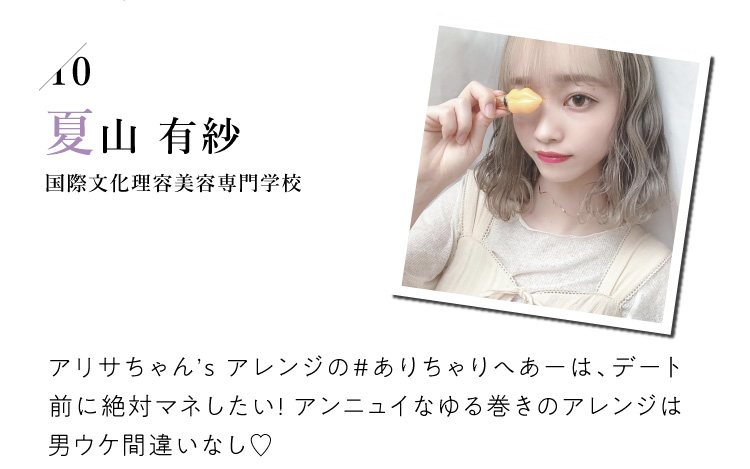 10
夏山 有紗
国際文化理容美容専門学校
アリサちゃん’s アレンジの#ありちゃりへあーは、デート
前に絶対マネしたい! アンニュイなゆる巻きのアレンジは
男ウケ間違いなし♡